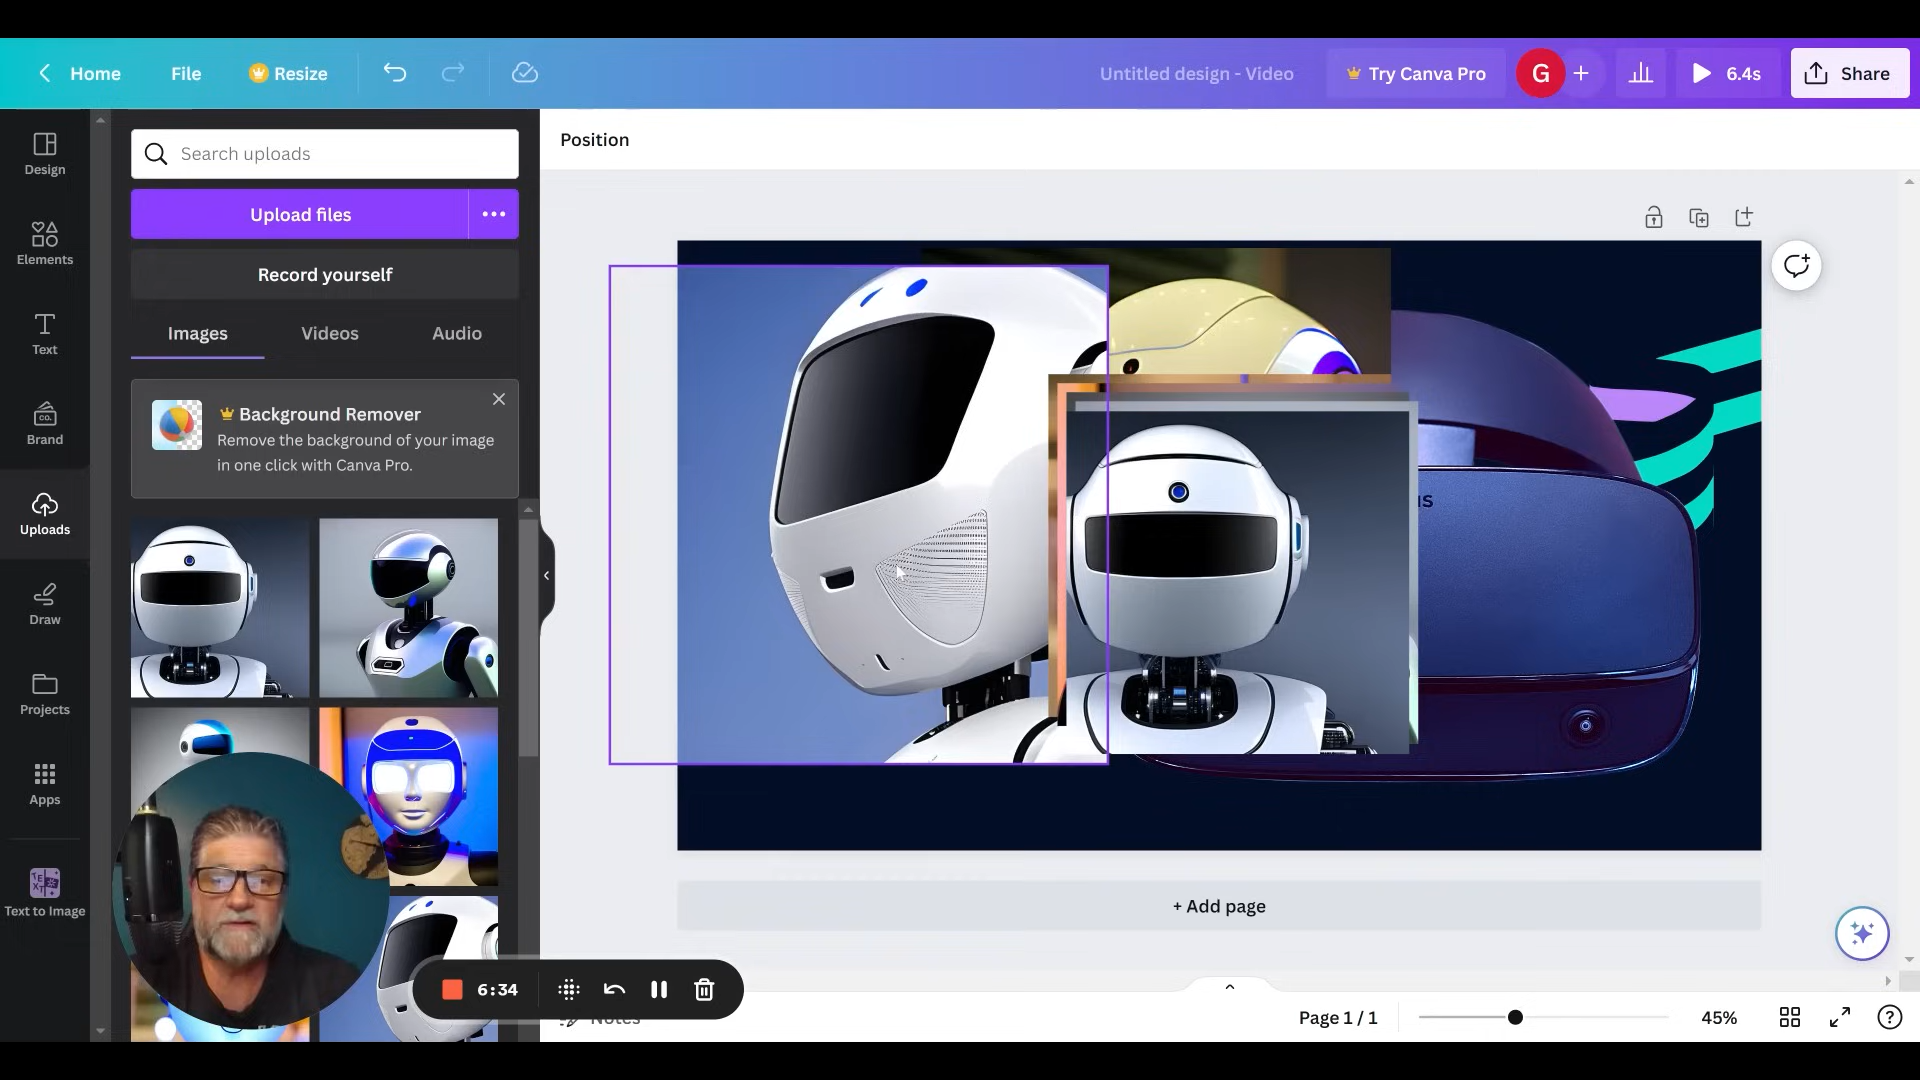 Home
File
Resize
Untitled design - Video
Try Canva Pro
G
6.4s
Share
Design
Elements
Text
Brand
Uploads
Draw
Projects
Apps
Text to Image
Search uploads
Upload files
Record yourself
Images
Videos
Audio
Background Remover
Remove the background of your image
in one click with Canva Pro.
Position
+ Add page
6:34
Notes
Page 1 / 1
45%